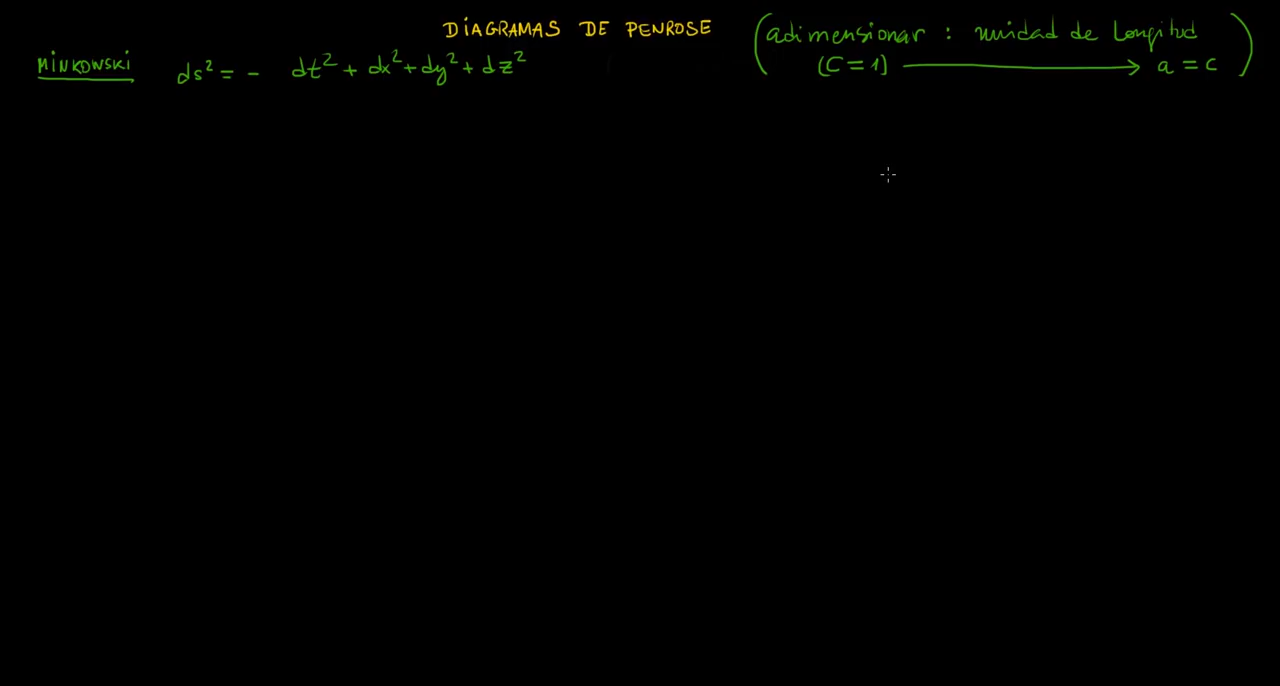 DIAGRAMAS DE PENROSE
(adimensionar : unidad de longitud
(C = 1) ⟶ a = c)
MINKOWSKI ds² = - dt² + dx² + dy² + dz²